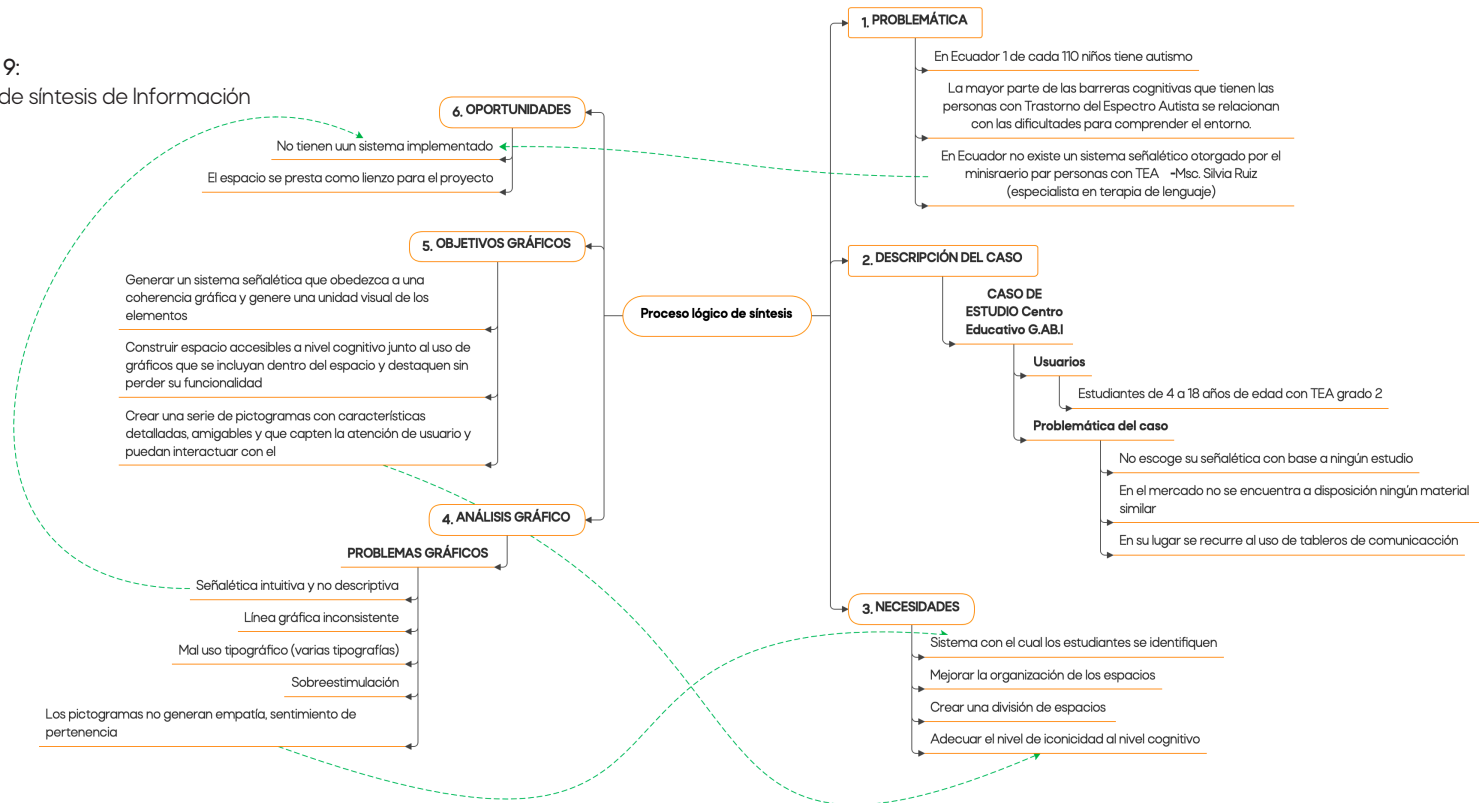 9:
de síntesis de Información
Proceso lógico de síntesis
1. PROBLEMÁTICA
En Ecuador 1 de cada 110 niños tiene autismo
La mayor parte de las barreras cognitivas que tienen las
personas con Trastorno del Espectro Autista se relacionan
con las dificultades para comprender el entorno.
En Ecuador no existe un sistema señalético otorgado por el
minisraerio par personas con TEA -Msc. Silvia Ruiz
(especialista en terapia de lenguaje)
2. DESCRIPCIÓN DEL CASO
CASO DE
ESTUDIO Centro
Educativo G.AB.I
Usuarios
Estudiantes de 4 a 18 años de edad con TEA grado 2
Problemática del caso
No escoge su señalética con base a ningún estudio
En el mercado no se encuentra a disposición ningún material
similar
En su lugar se recurre al uso de tableros de comunicacción
3. NECESIDADES
Sistema con el cual los estudiantes se identifiquen
Mejorar la organización de los espacios
Crear una división de espacios
Adecuar el nivel de iconicidad al nivel cognitivo
4. ANÁLISIS GRÁFICO
PROBLEMAS GRÁFICOS
Señalética intuitiva y no descriptiva
Línea gráfica inconsistente
Mal uso tipográfico (varias tipografías)
Sobreestimulación
Los pictogramas no generan empatía, sentimiento de
pertenencia
5. OBJETIVOS GRÁFICOS
Generar un sistema señalética que obedezca a una
coherencia gráfica y genere una unidad visual de los
elementos
Construir espacio accesibles a nivel cognitivo junto al uso de
gráficos que se incluyan dentro del espacio y destaquen sin
perder su funcionalidad
Crear una serie de pictogramas con características
detalladas, amigables y que capten la atención de usuario y
puedan interactuar con el
6. OPORTUNIDADES
No tienen uun sistema implementado
El espacio se presta como lienzo para el proyecto